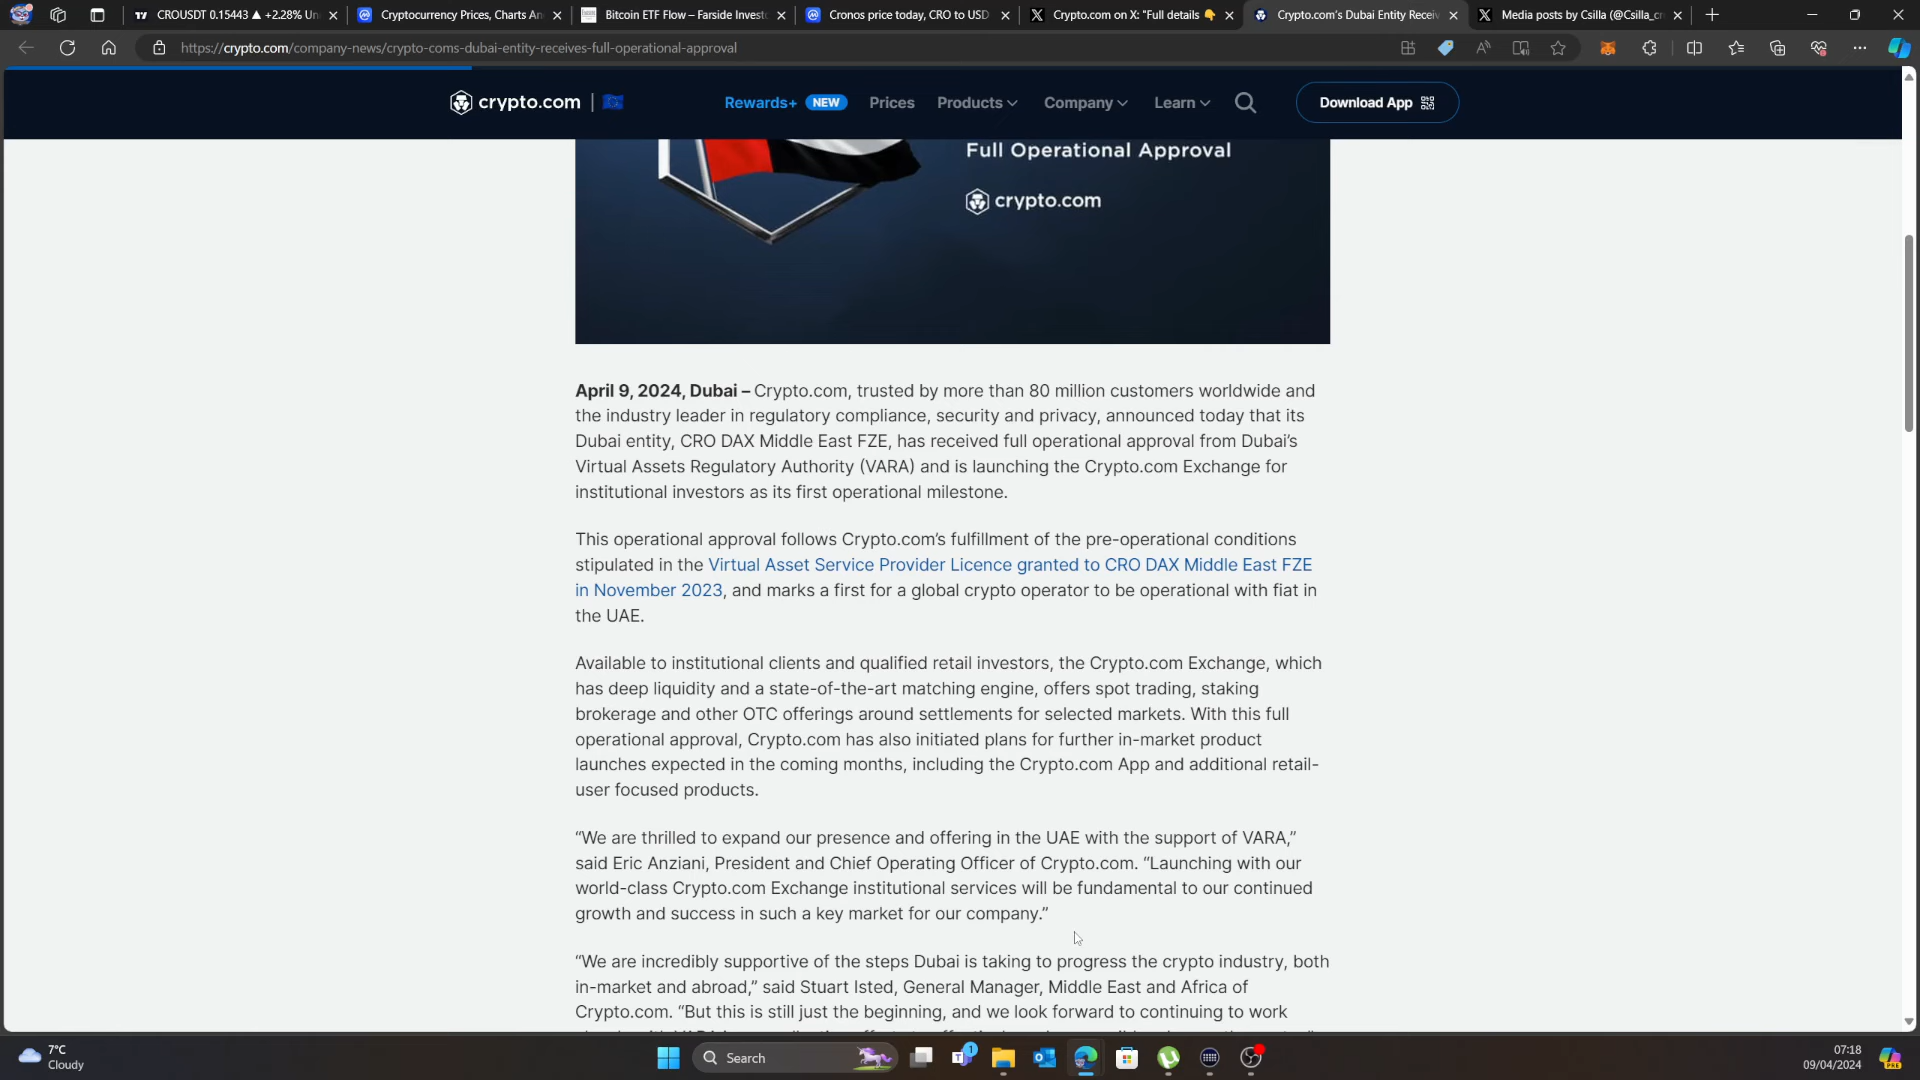 CROUSDT 0.15443 ▲ +2.28% Un
Cryptocurrency Prices, Charts An
Bitcoin ETF Flow – Farside Invest
Cronos price today, CRO to USD
Crypto.com on X: "Full details 👇
Crypto.com's Dubai Entity Receiv
Media posts by Csilla (@Csilla_cr
https://crypto.com/company-news/crypto-coms-dubai-entity-receives-full-operational-approval
crypto.com
Rewards+ NEW Prices Products Company Learn
Download App
Full Operational Approval
crypto.com
April 9, 2024, Dubai – Crypto.com, trusted by more than 80 million customers worldwide and
the industry leader in regulatory compliance, security and privacy, announced today that its
Dubai entity, CRO DAX Middle East FZE, has received full operational approval from Dubai's
Virtual Assets Regulatory Authority (VARA) and is launching the Crypto.com Exchange for
institutional investors as its first operational milestone.
This operational approval follows Crypto.com's fulfillment of the pre-operational conditions
stipulated in the Virtual Asset Service Provider Licence granted to CRO DAX Middle East FZE
in November 2023, and marks a first for a global crypto operator to be operational with fiat in
the UAE.
Available to institutional clients and qualified retail investors, the Crypto.com Exchange, which
has deep liquidity and a state-of-the-art matching engine, offers spot trading, staking
brokerage and other OTC offerings around settlements for selected markets. With this full
operational approval, Crypto.com has also initiated plans for further in-market product
launches expected in the coming months, including the Crypto.com App and additional retail-
user focused products.
“We are thrilled to expand our presence and offering in the UAE with the support of VARA,”
said Eric Anziani, President and Chief Operating Officer of Crypto.com. “Launching with our
world-class Crypto.com Exchange institutional services will be fundamental to our continued
growth and success in such a key market for our company.”
“We are incredibly supportive of the steps Dubai is taking to progress the crypto industry, both
in-market and abroad,” said Stuart Isted, General Manager, Middle East and Africa of
Crypto.com. “But this is still just the beginning, and we look forward to continuing to work
7°C
Cloudy
Search
1
07:18
09/04/2024